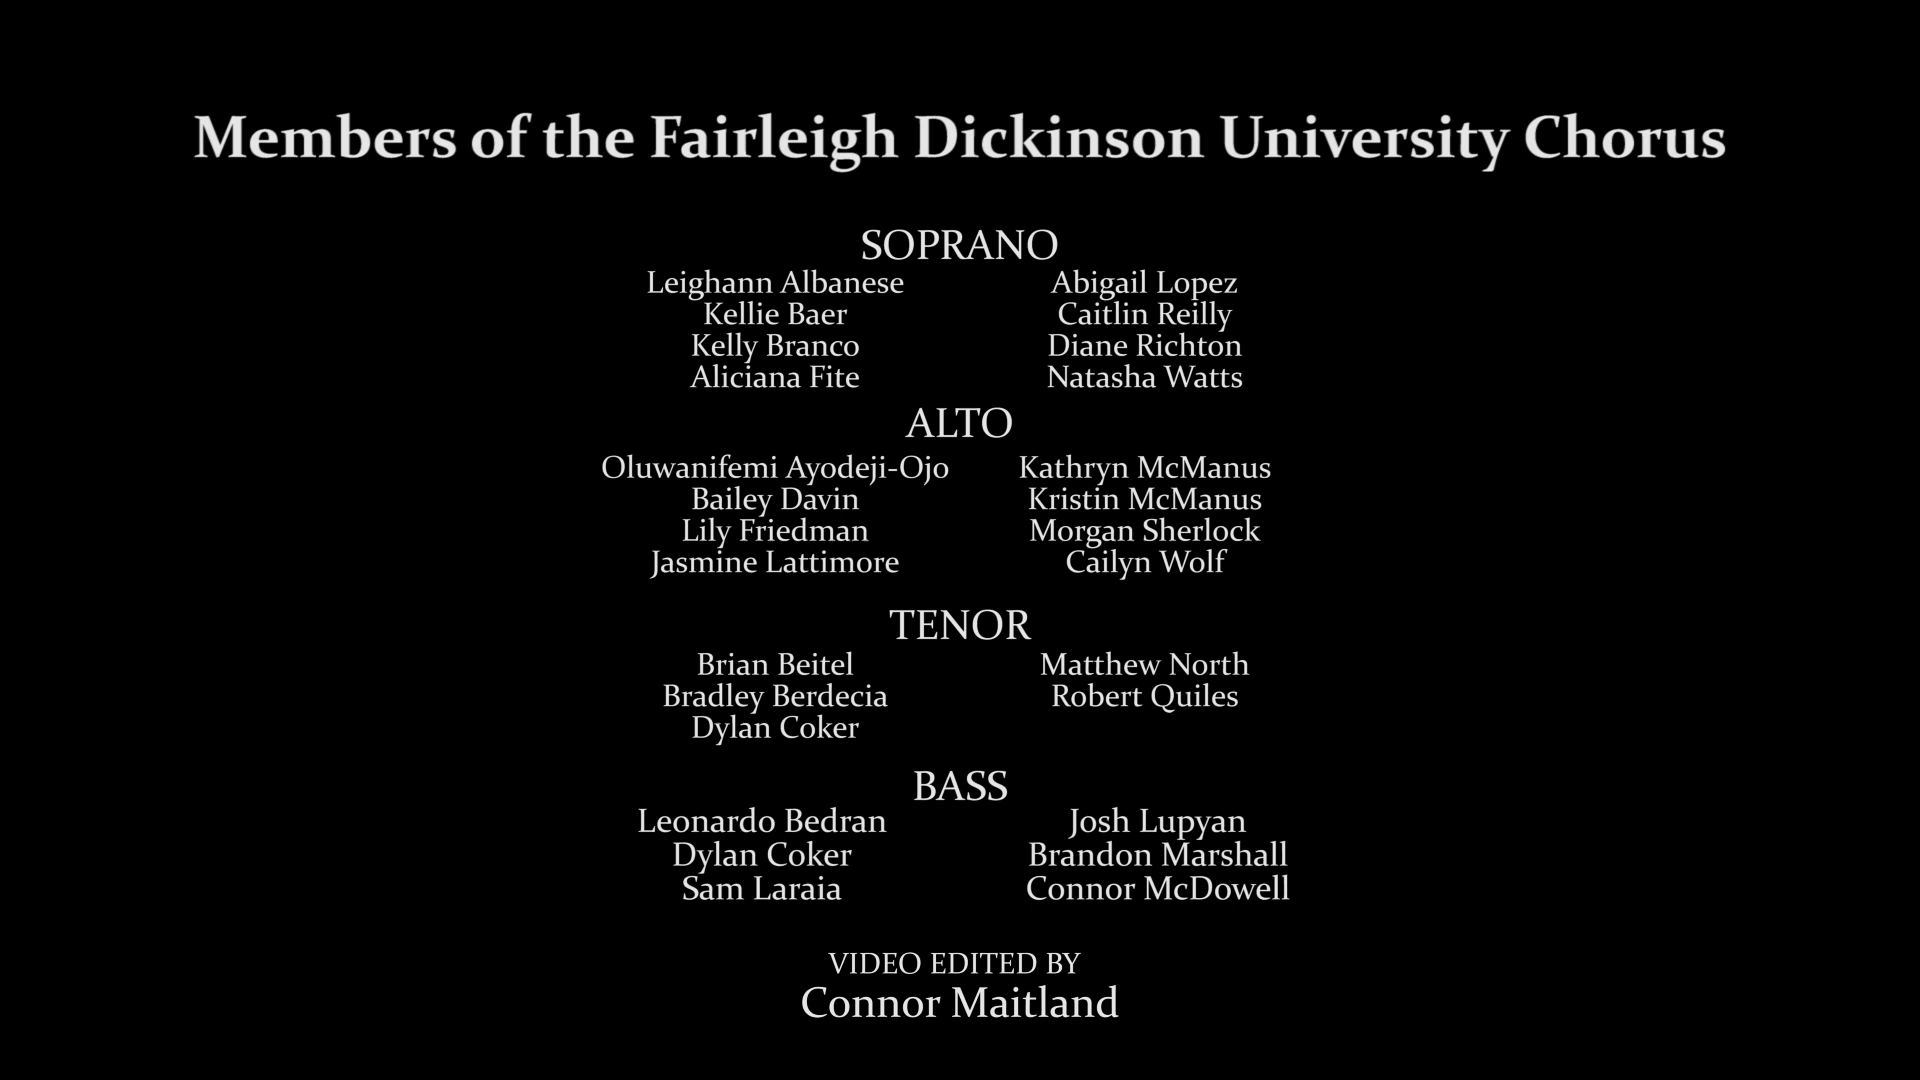 Members of the Fairleigh Dickinson University Chorus
SOPRANO
Leighann Albanese
Kellie Baer
Kelly Branco
Aliciana Fite
Abigail Lopez
Caitlin Reilly
Diane Richton
Natasha Watts
ALTO
Oluwanifemi Ayodeji-Ojo
Bailey Davin
Lily Friedman
Jasmine Lattimore
Kathryn McManus
Kristin McManus
Morgan Sherlock
Cailyn Wolf
TENOR
Brian Beitel
Bradley Berdecia
Dylan Coker
Matthew North
Robert Quiles
BASS
Leonardo Bedran
Dylan Coker
Sam Laraia
Josh Lupyan
Brandon Marshall
Connor McDowell
VIDEO EDITED BY
Connor Maitland